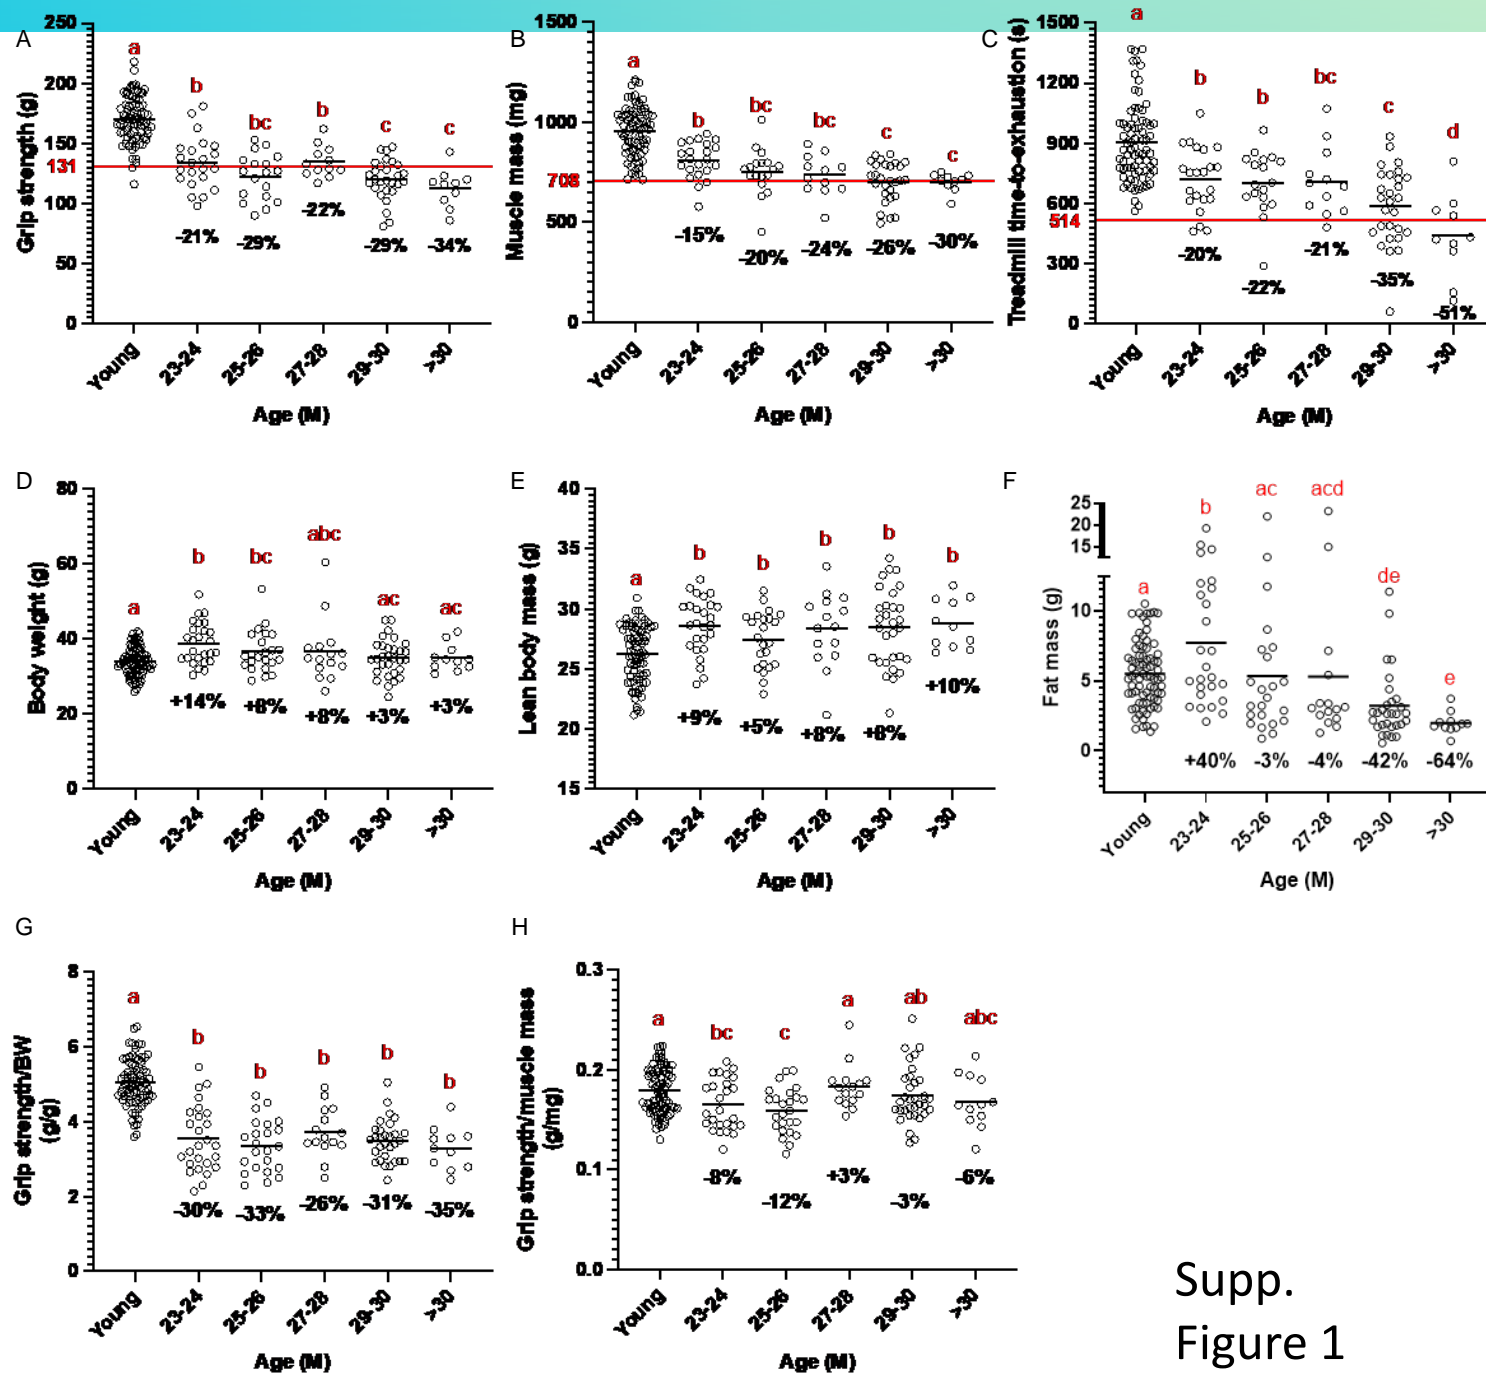 A
Grip strength (g)
250
200
150
131
100
50
0
a
b
bc
b
c
c
-21%
-29%
-22%
-29%
-34%
Young
23-24
25-26
27-28
29-30
>30
Age (M)
B
Muscle mass (mg)
1500
1000
708
500
0
a
b
bc
bc
c
c
-15%
-20%
-24%
-26%
-30%
Young
23-24
25-26
27-28
29-30
>30
Age (M)
C
Treadmill time-to-exhaustion (s)
1500
1200
900
600
514
300
0
a
b
b
bc
c
d
-20%
-22%
-21%
-35%
-51%
Young
23-24
25-26
27-28
29-30
>30
Age (M)
D
Body weight (g)
80
60
40
20
0
a
b
bc
abc
ac
ac
+14%
+8%
+8%
+3%
+3%
Young
23-24
25-26
27-28
29-30
>30
Age (M)
E
Lean body mass (g)
40
35
30
25
20
15
a
b
b
b
b
b
+9%
+5%
+8%
+8%
+10%
Young
23-24
25-26
27-28
29-30
>30
Age (M)
F
Fat mass (g)
25
20
15
10
5
0
a
b
ac
acd
de
e
+40%
-3%
-4%
-42%
-64%
Young
23-24
25-26
27-28
29-30
>30
Age (M)
G
Grip strength/BW
(g/g)
8
6
4
2
0
a
b
b
b
b
b
-30%
-33%
-26%
-31%
-35%
Young
23-24
25-26
27-28
29-30
>30
Age (M)
H
Grip strength/muscle mass
(g/mg)
0.3
0.2
0.1
0.0
a
bc
c
a
ab
abc
-8%
-12%
+3%
-3%
-6%
Young
23-24
25-26
27-28
29-30
>30
Age (M)
Supp.
Figure 1